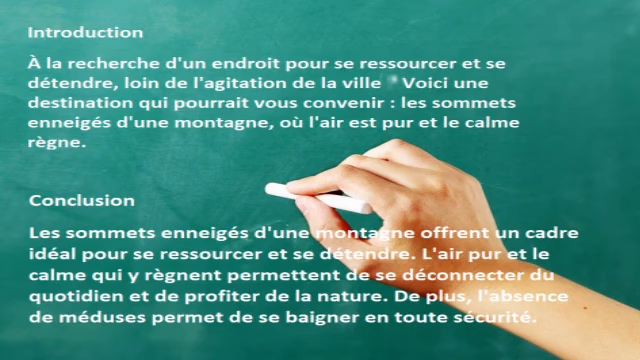 Introduction
À la recherche d'un endroit pour se ressourcer et se
détendre, loin de l'agitation de la ville Voici une
destination qui pourrait vous convenir : les sommets
enneigés d'une montagne, où l'air est pur et le calme
règne.
Conclusion
Les sommets enneigés d'une montagne offrent un cadre
idéal pour se ressourcer et se détendre. L'air pur et le
calme qui y règnent permettent de se déconnecter du
quotidien et de profiter de la nature. De plus, l'absence
de méduses permet de se baigner en toute sécurité.